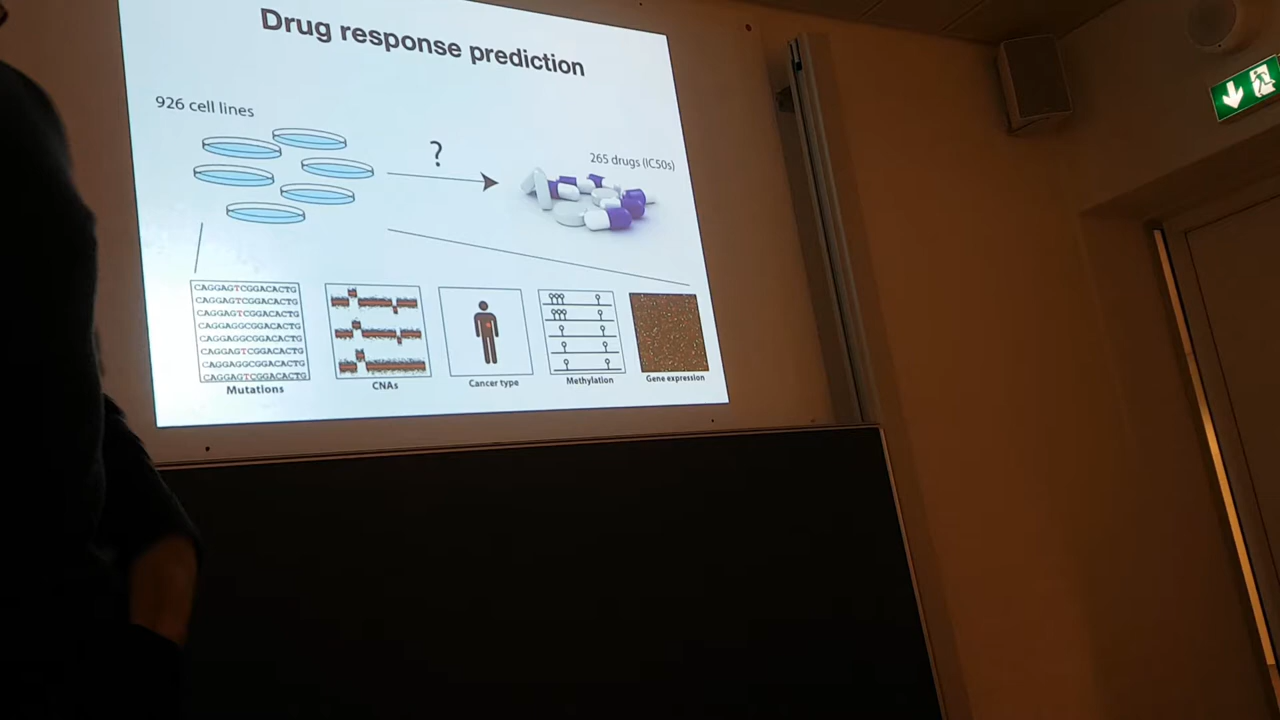 Drug response prediction
926 cell lines
?
265 drugs (IC50s)
CAGGAGTCGGACACTG
CAGGAGTCGGACACTG
CAGGAGTCGGACACTG
CAGGAGGCGGACACTG
CAGGAGGCGGACACTG
CAGGAGTCGGACACTG
CAGGAGGCGGACACTG
CAGGAGTCGGACACTG
Mutations
CNAs
Cancer type
Methylation
Gene expression